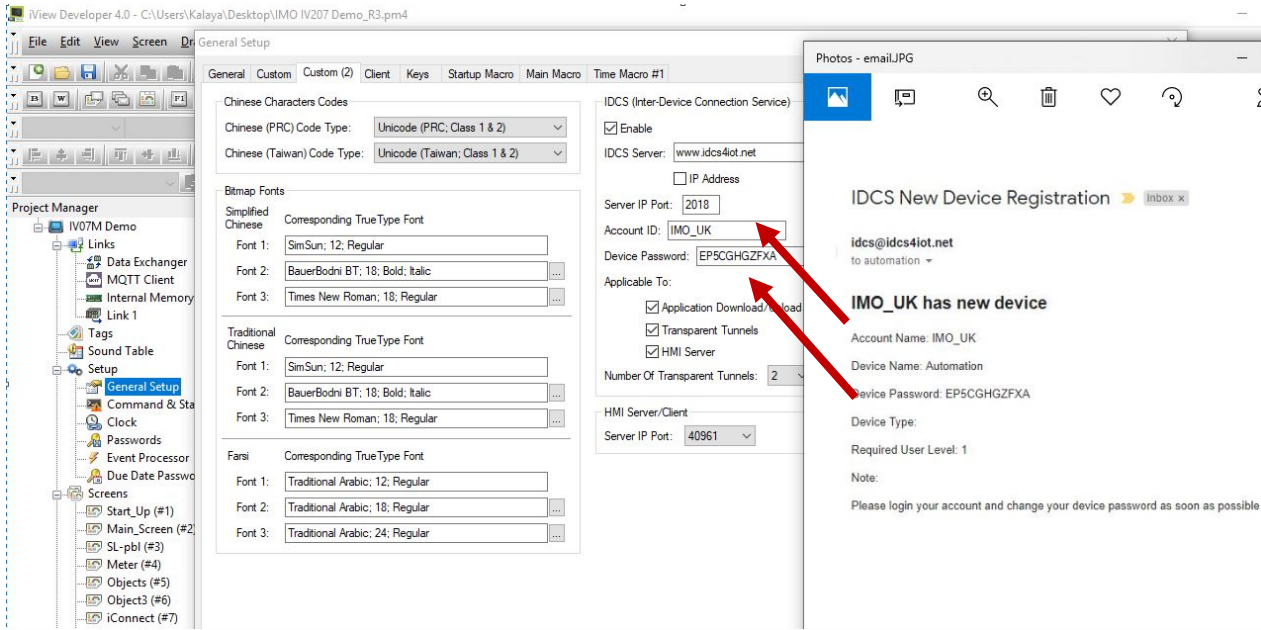 iView Developer 4.0 - C:\Users\Kalaya\Desktop\IMO IV207 Demo_R3.pm4
File Edit View Screen Dr
General Setup
General Custom Custom (2) Client Keys Startup Macro Main Macro Time Macro #1
Chinese Characters Codes
Chinese (PRC) Code Type: Unicode (PRC; Class 1 & 2)
Chinese (Taiwan) Code Type: Unicode (Taiwan; Class 1 & 2)
Bitmap Fonts
Simplified Chinese Corresponding TrueType Font
Font 1: SimSun; 12; Regular
Font 2: BauerBodni BT; 18; Bold; Italic ...
Font 3: Times New Roman; 18; Regular ...
Traditional Chinese Corresponding TrueType Font
Font 1: SimSun; 12; Regular
Font 2: BauerBodni BT; 18; Bold; Italic ...
Font 3: Times New Roman; 18; Regular ...
Farsi Corresponding TrueType Font
Font 1: Traditional Arabic; 12; Regular
Font 2: Traditional Arabic; 18; Regular ...
Font 3: Traditional Arabic; 24; Regular ...
IDCS (Inter-Device Connection Service)
Enable
IDCS Server: www.idcs4iot.net
IP Address
Server IP Port: 2018
Account ID: IMO_UK
Device Password: EP5CGHGZFXA
Applicable To:
Application Download/Upload
Transparent Tunnels
HMI Server
Number Of Transparent Tunnels: 2
HMI Server/Client
Server IP Port: 40961
Project Manager
IV07M Demo
Links
Data Exchanger
MQTT Client
Internal Memory
Link 1
Tags
Sound Table
Setup
General Setup
Command & Sta
Clock
Passwords
Event Processor
Due Date Passwo
Screens
Start_Up (#1)
Main_Screen (#2)
SL-pbl (#3)
Meter (#4)
Objects (#5)
Object3 (#6)
iConnect (#7)
Photos - email.JPG
IDCS New Device Registration Inbox x
idcs@idcs4iot.net
to automation
IMO_UK has new device
Account Name: IMO_UK
Device Name: Automation
Device Password: EP5CGHGZFXA
Device Type:
Required User Level: 1
Note:
Please login your account and change your device password as soon as possible